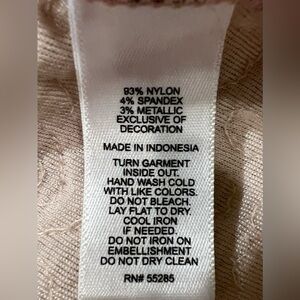 93% NYLON
4% SPANDEX
3% METALLIC
EXCLUSIVE OF
DECORATION
MADE IN INDONESIA
TURN GARMENT
INSIDE OUT.
HAND WASH COLD
WITH LIKE COLORS.
DO NOT BLEACH.
LAY FLAT TO DRY.
COOL IRON
IF NEEDED.
DO NOT IRON ON
EMBELLISHMENT
DO NOT DRY CLEAN
RN# 55285